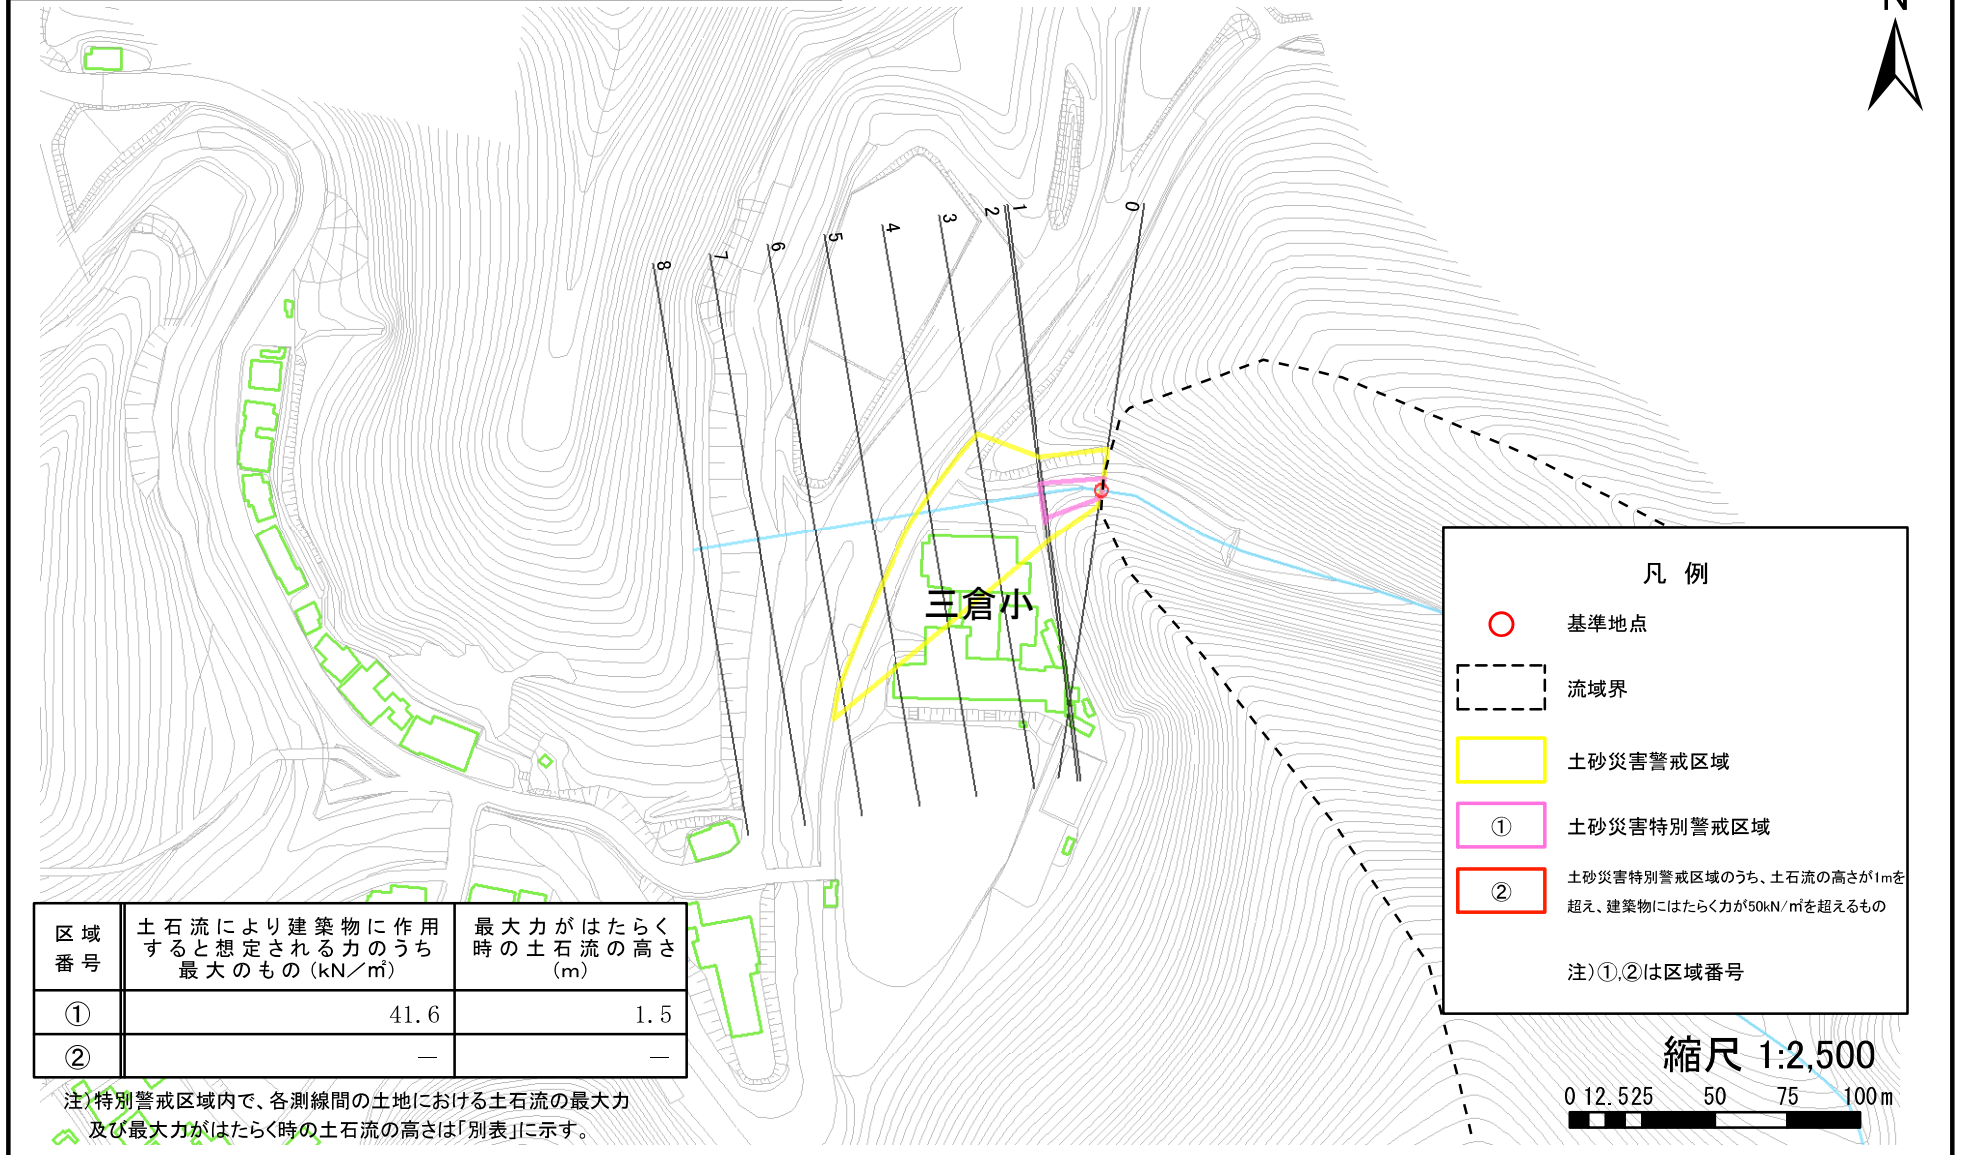 N
0
1
2
3
4
5
6
7
8
三倉小
凡 例
基準地点
流域界
土砂災害警戒区域
① 土砂災害特別警戒区域
② 土砂災害特別警戒区域のうち、土石流の高さが1mを
超え、建築物にはたらく力が50kN/㎡を超えるもの
注)①,②は区域番号
区域
番号
土石流により建築物に作用
すると想定される力のうち
最大のもの(kN/㎡)
最大力がはたらく
時の土石流の高さ
(m)
① 41.6 1.5
② — —
注)特別警戒区域内で、各測線間の土地における土石流の最大力
及び最大力がはたらく時の土石流の高さは「別表」に示す。
縮尺 1:2,500
0 12.525 50 75 100m